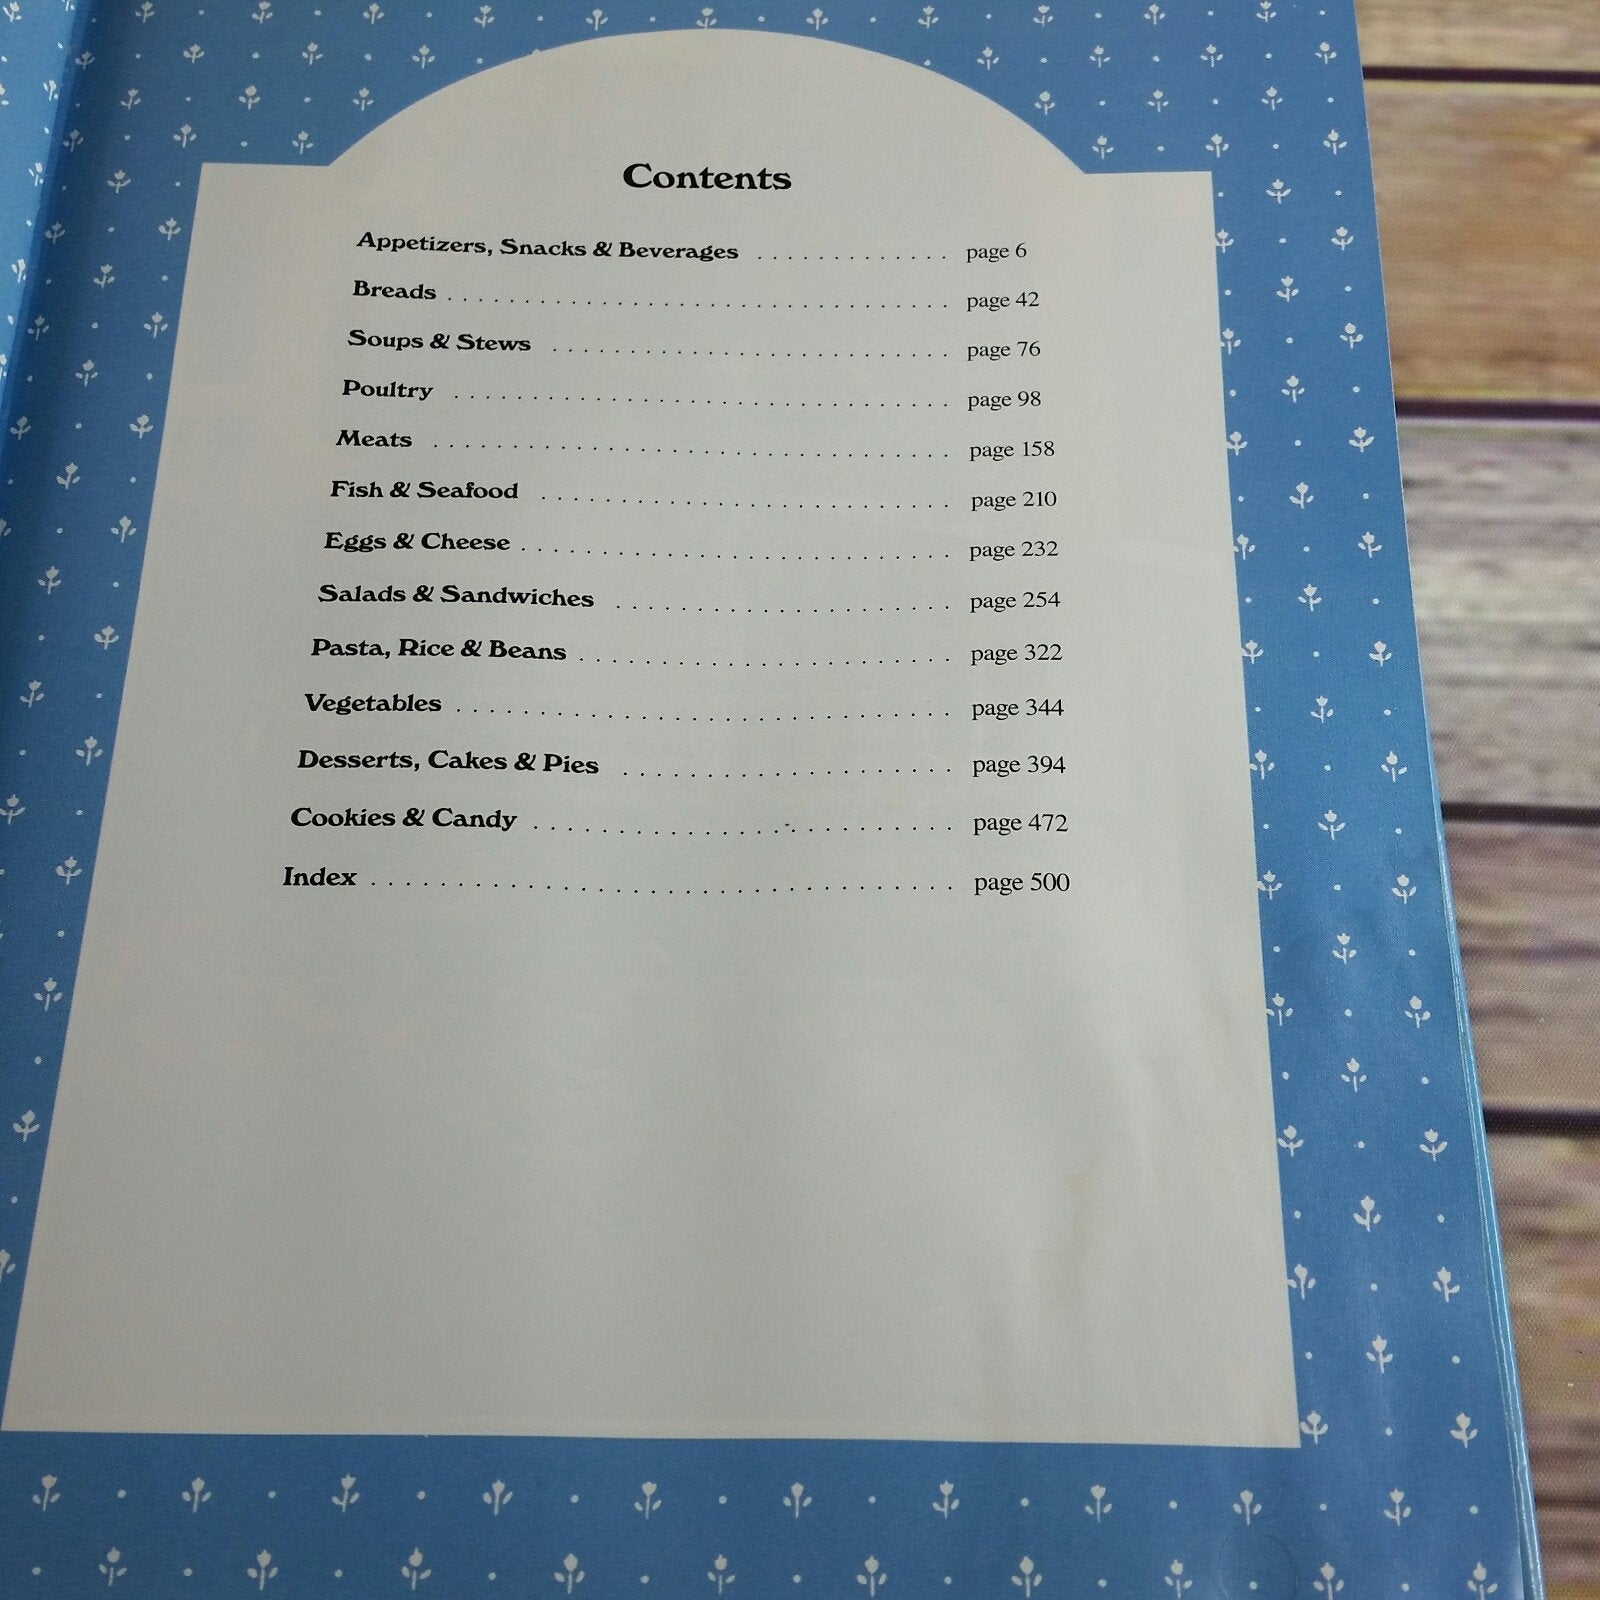 Contents
Appetizers, Snacks & Beverages . . . . . . . . . . . . . page 6
Breads . . . . . . . . . . . . . . . . . . . . . . . . . . . . . . . . . page 42
Soups & Stews . . . . . . . . . . . . . . . . . . . . . . . . . . page 76
Poultry . . . . . . . . . . . . . . . . . . . . . . . . . . . . . . . . page 98
Meats . . . . . . . . . . . . . . . . . . . . . . . . . . . . . . . . . page 158
Fish & Seafood . . . . . . . . . . . . . . . . . . . . . . . . . . page 210
Eggs & Cheese . . . . . . . . . . . . . . . . . . . . . . . . . . . page 232
Salads & Sandwiches . . . . . . . . . . . . . . . . . . . . . page 254
Pasta, Rice & Beans . . . . . . . . . . . . . . . . . . . . . . . page 322
Vegetables . . . . . . . . . . . . . . . . . . . . . . . . . . . . . . page 344
Desserts, Cakes & Pies . . . . . . . . . . . . . . . . . . . . page 394
Cookies & Candy . . . . . . . . . . . . . . . . . . . . . . . . . page 472
Index . . . . . . . . . . . . . . . . . . . . . . . . . . . . . . . . . . page 500